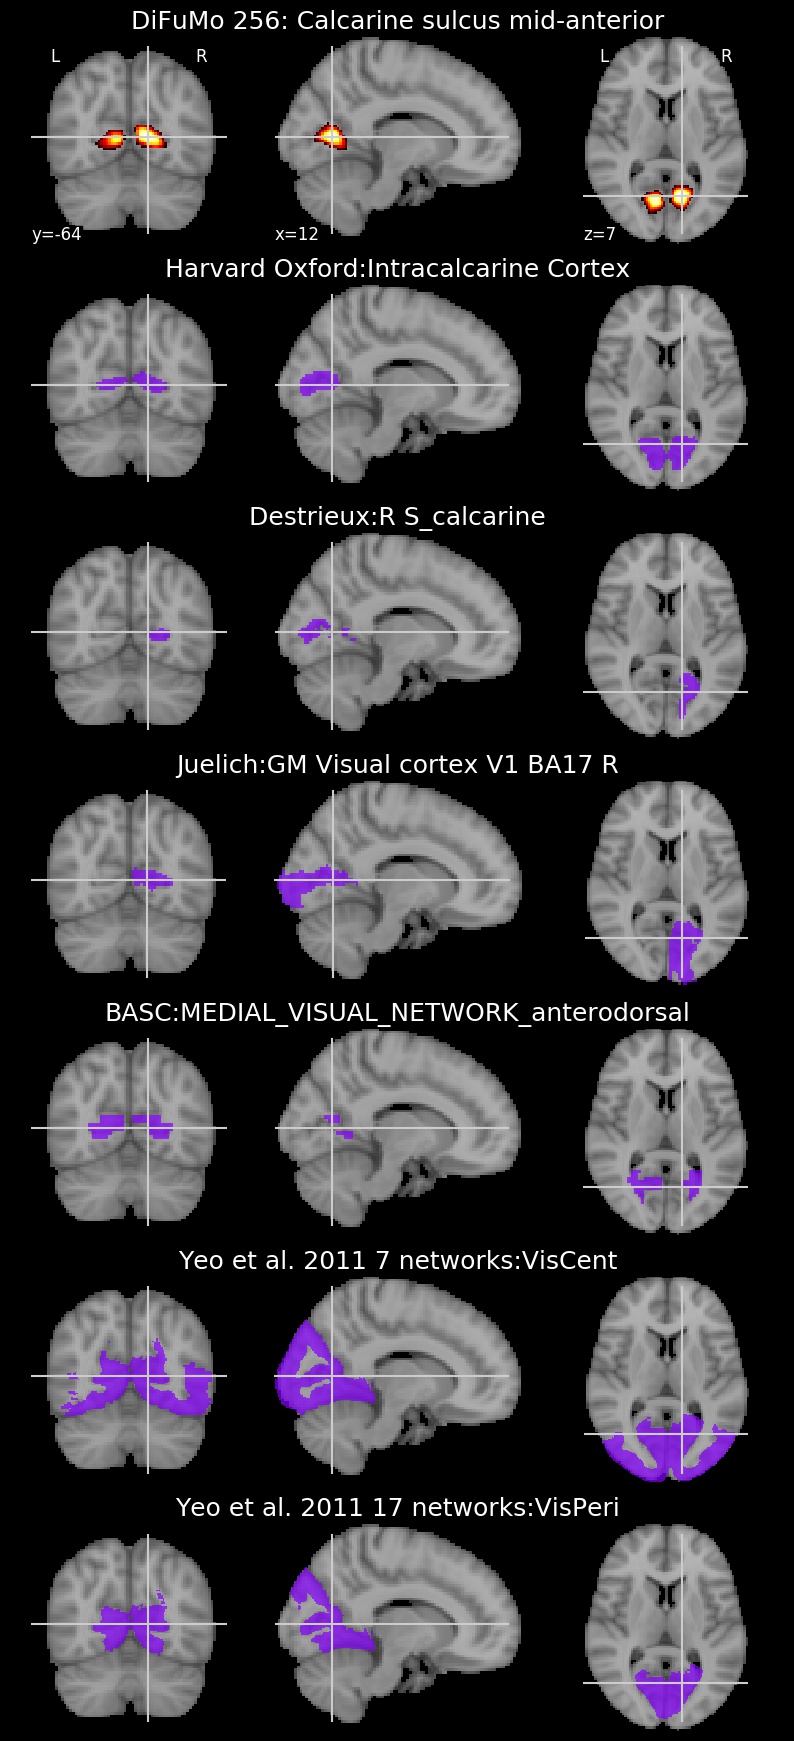 DiFuMo 256: Calcarine sulcus mid-anterior
L R L R
y=-64 x=12 z=7
Harvard Oxford:Intracalcarine Cortex
Destrieux:R S_calcarine
Juelich:GM Visual cortex V1 BA17 R
BASC:MEDIAL_VISUAL_NETWORK_anterodorsal
Yeo et al. 2011 7 networks:VisCent
Yeo et al. 2011 17 networks:VisPeri